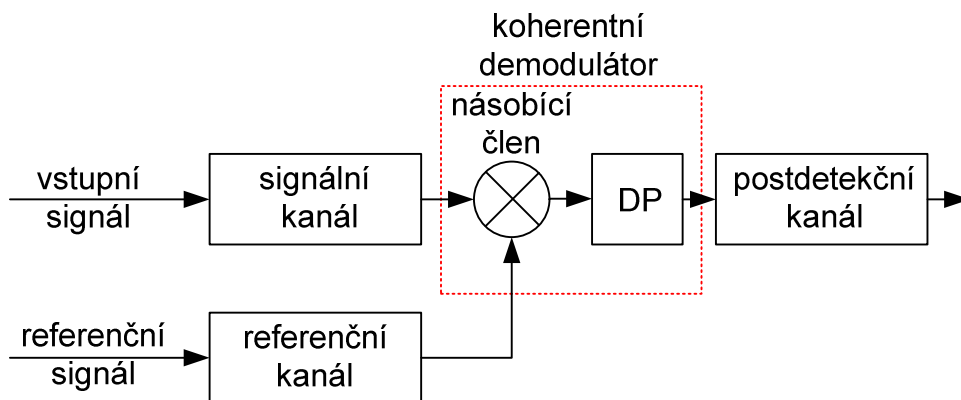 koherentní
demodulátor
násobící
člen
vstupní
signál
signální
kanál
DP
postdetekční
kanál
referenční
signál
referenční
kanál